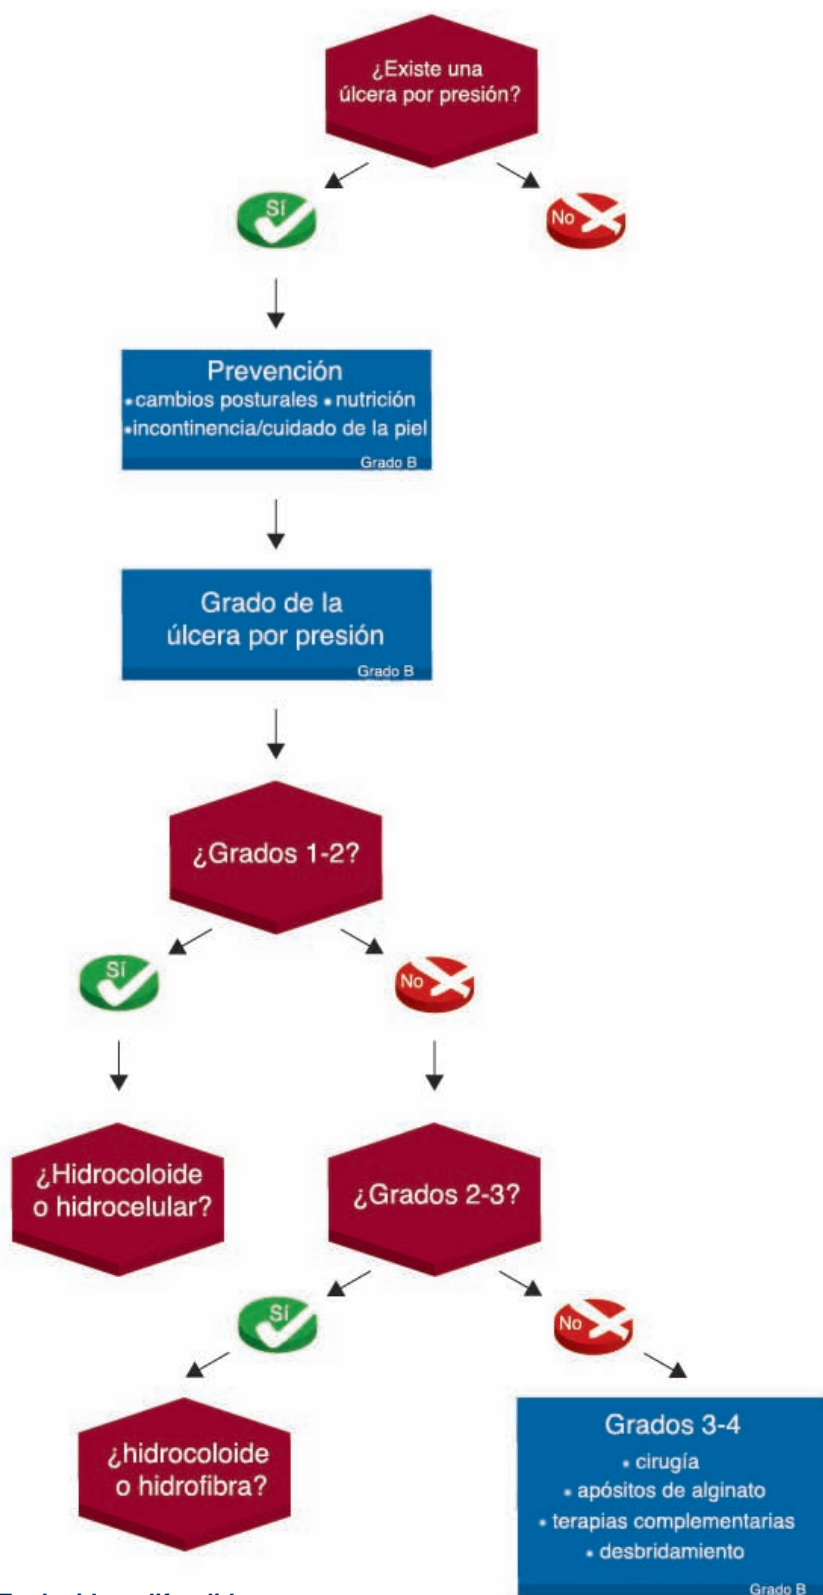 ¿Existe una
úlcera por presión?
Sí
No
Prevención
• cambios posturales • nutrición
• incontinencia/cuidado de la piel
Grado B
Grado de la
úlcera por presión
Grado B
¿Grados 1-2?
Sí
No
¿Hidrocoloide
o hidrocelular?
¿Grados 2-3?
Sí
No
¿hidrocoloide
o hidrofibra?
Grados 3-4
• cirugía
• apósitos de alginato
• terapias complementarias
• desbridamiento
Grado B